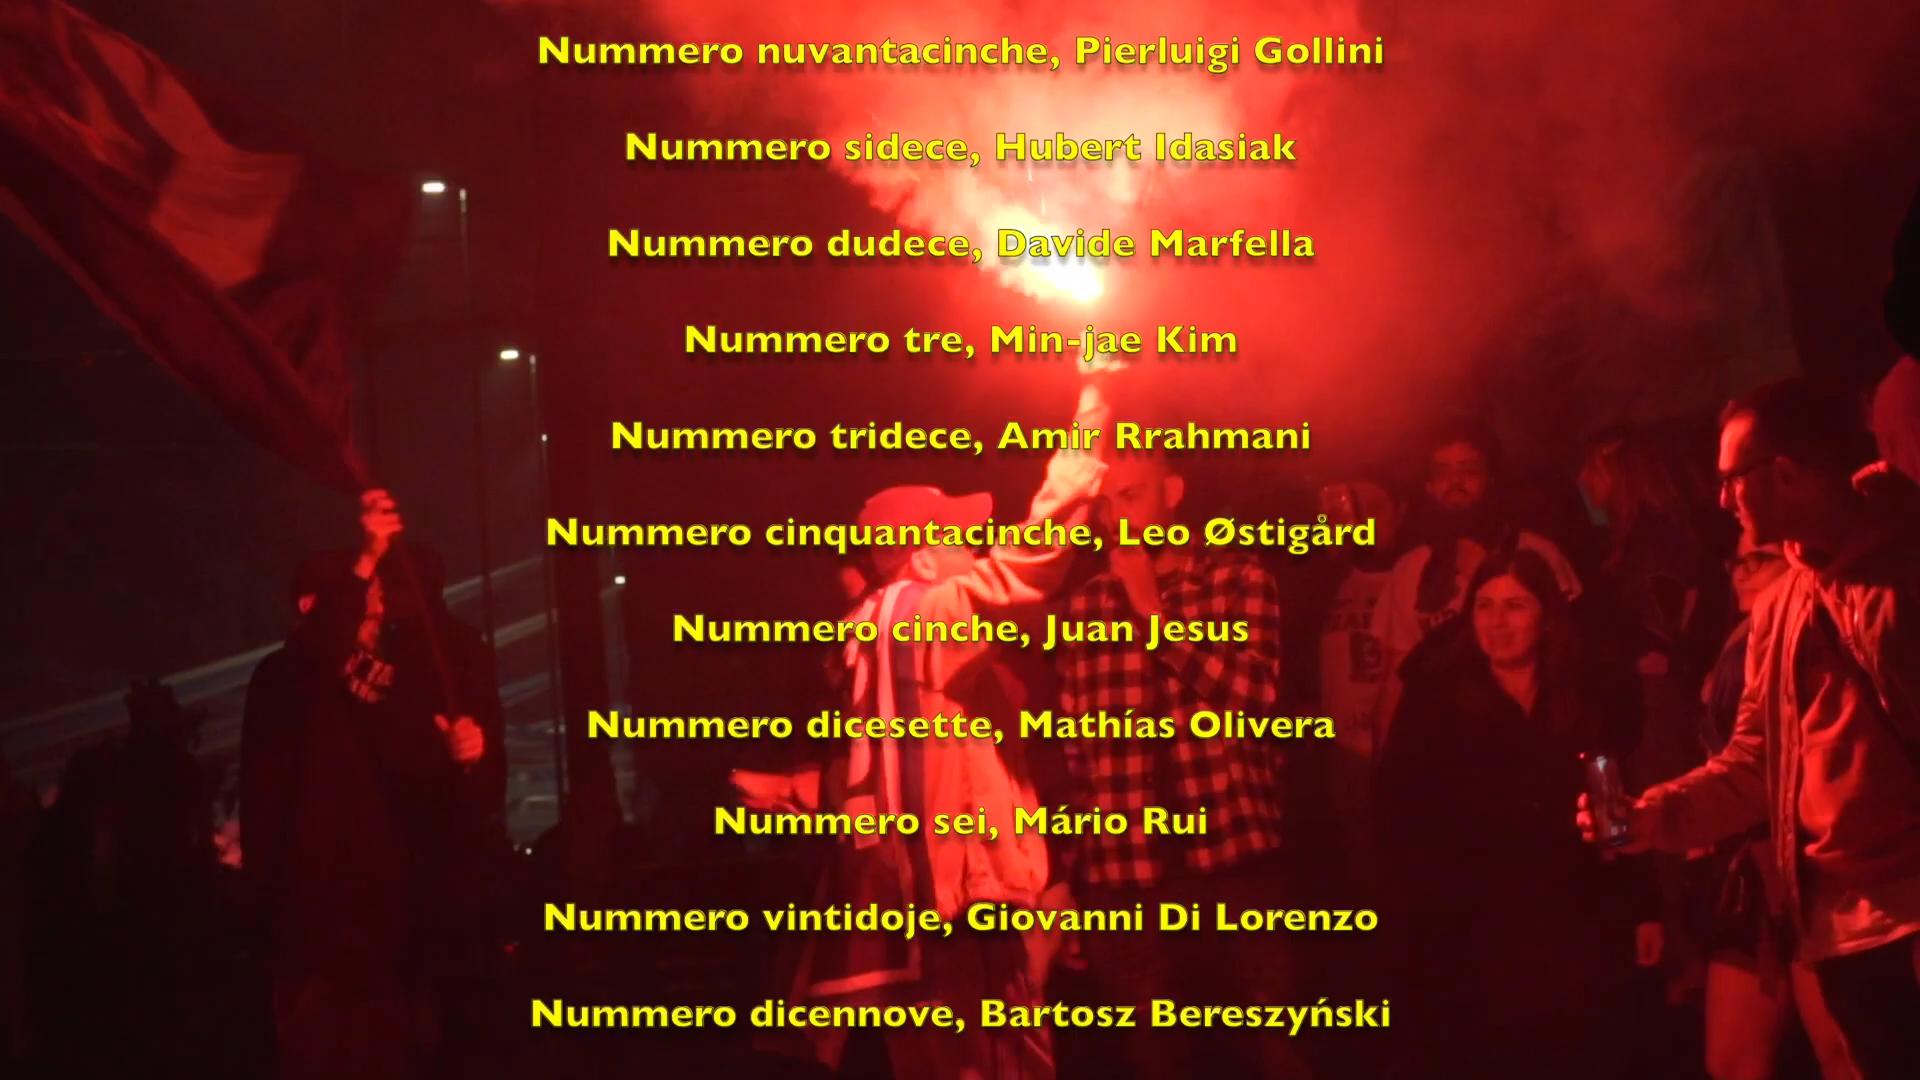 Nummero nuvantacinche, Pierluigi Gollini
Nummero sidece, Hubert Idasiak
Nummero dudece, Davide Marfella
Nummero tre, Min-jae Kim
Nummero tridece, Amir Rrahmani
Nummero cinquantacinche, Leo Østigård
Nummero cinche, Juan Jesus
Nummero dicesette, Mathías Olivera
Nummero sei, Mário Rui
Nummero vintidoje, Giovanni Di Lorenzo
Nummero dicennove, Bartosz Bereszyński